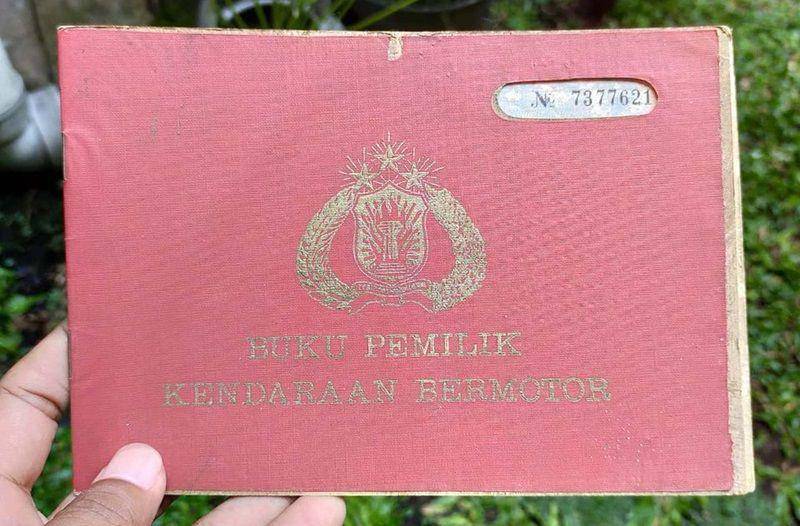 № 7377621
BUKU PEMILIK
KENDARAAN BERMOTOR